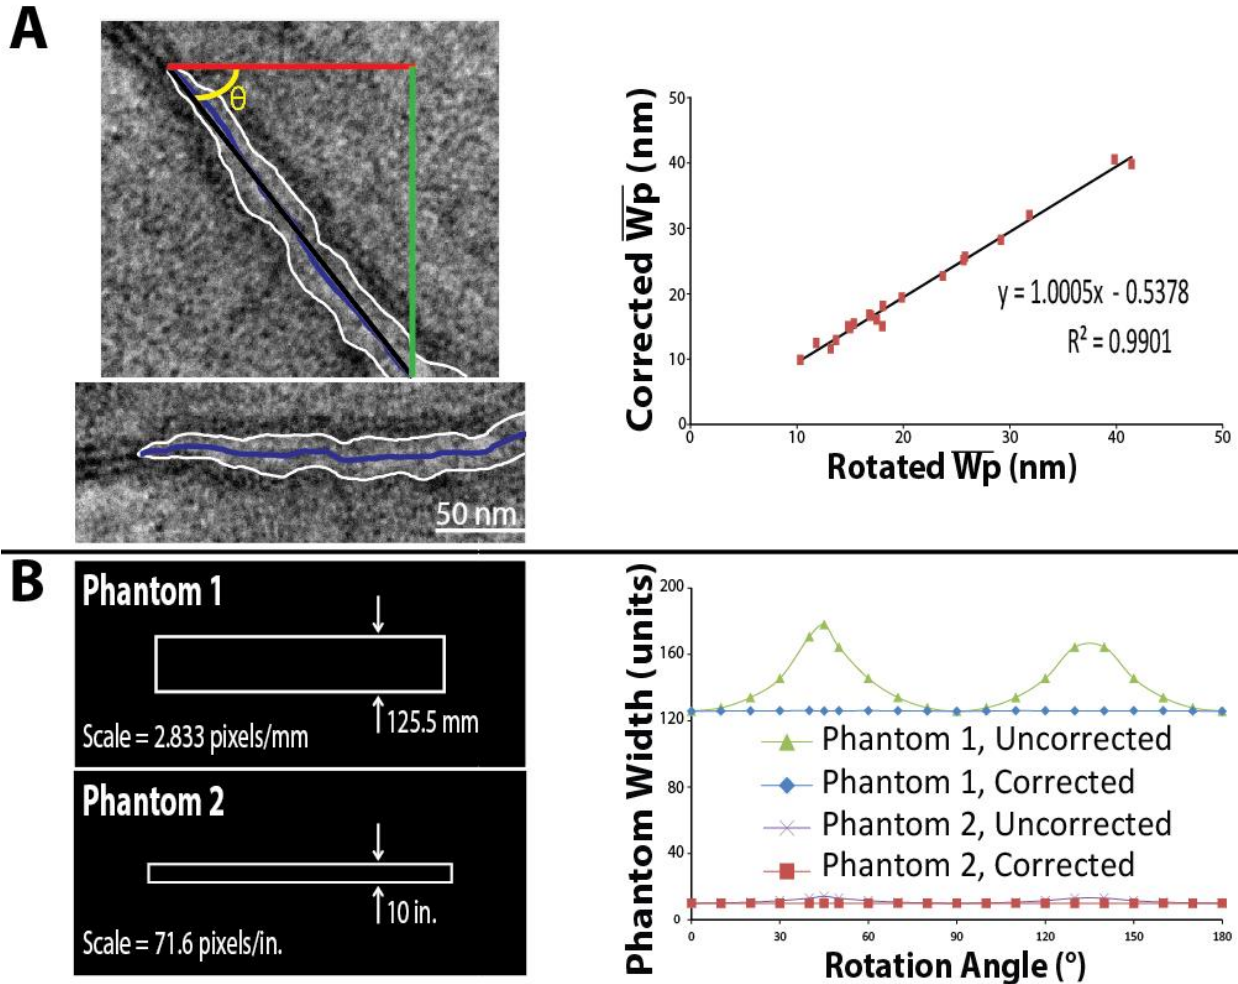 A
θ
50 nm
Corrected Wp (nm)
50
40
30
20
10
0
y = 1.0005x - 0.5378
R² = 0.9901
0
10
20
30
40
50
Rotated Wp (nm)
B
Phantom 1
125.5 mm
Scale = 2.833 pixels/mm
Phantom 2
10 in.
Scale = 71.6 pixels/in.
Phantom Width (units)
200
160
120
80
40
0
Phantom 1, Uncorrected
Phantom 1, Corrected
Phantom 2, Uncorrected
Phantom 2, Corrected
0
30
60
90
120
150
180
Rotation Angle (°)